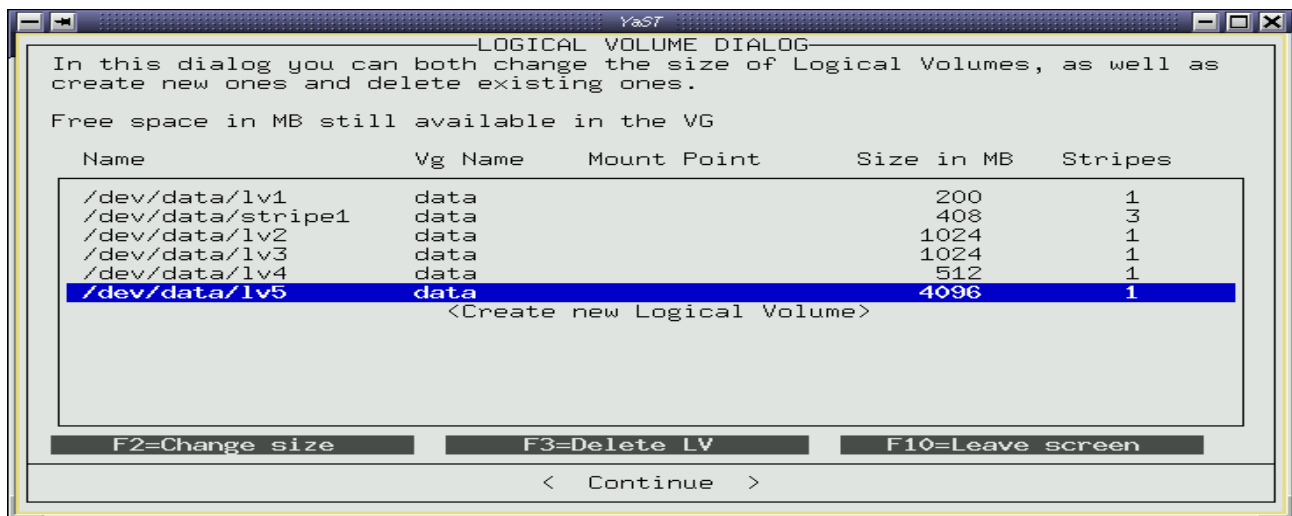 YaST
LOGICAL VOLUME DIALOG
In this dialog you can both change the size of Logical Volumes, as well as
create new ones and delete existing ones.
Free space in MB still available in the VG
Name Vg Name Mount Point Size in MB Stripes
/dev/data/lv1 data 200 1
/dev/data/stripe1 data 408 3
/dev/data/lv2 data 1024 1
/dev/data/lv3 data 1024 1
/dev/data/lv4 data 512 1
/dev/data/lv5 data 4096 1
<Create new Logical Volume>
F2=Change size F3=Delete LV F10=Leave screen
< Continue >